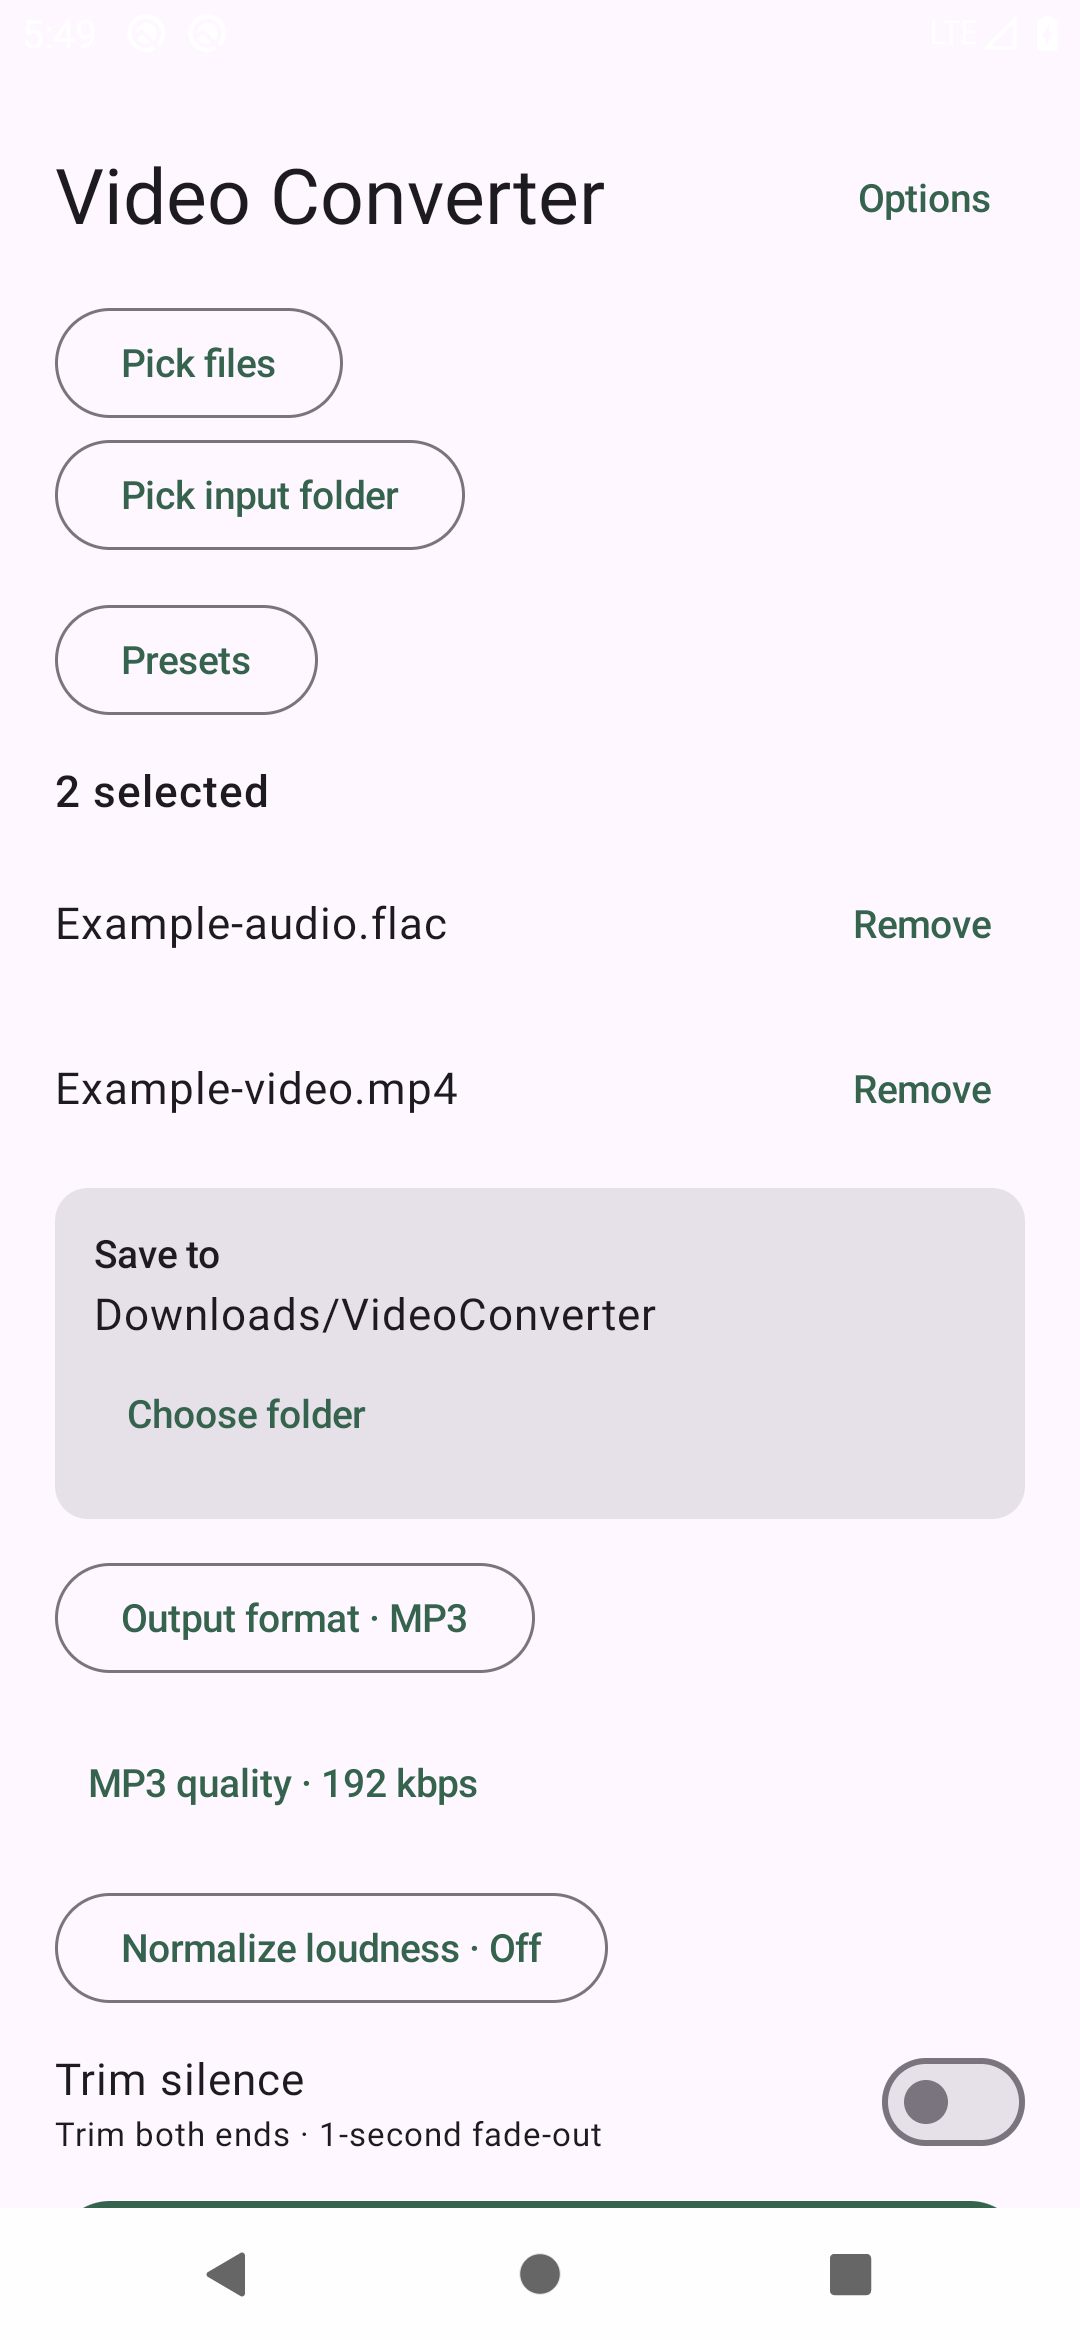 5:49 LTE
Video Converter
Options
Pick files
Pick input folder
Presets
2 selected
Example-audio.flac
Remove
Example-video.mp4
Remove
Save to
Downloads/VideoConverter
Choose folder
Output format · MP3
MP3 quality · 192 kbps
Normalize loudness · Off
Trim silence
Trim both ends · 1-second fade-out